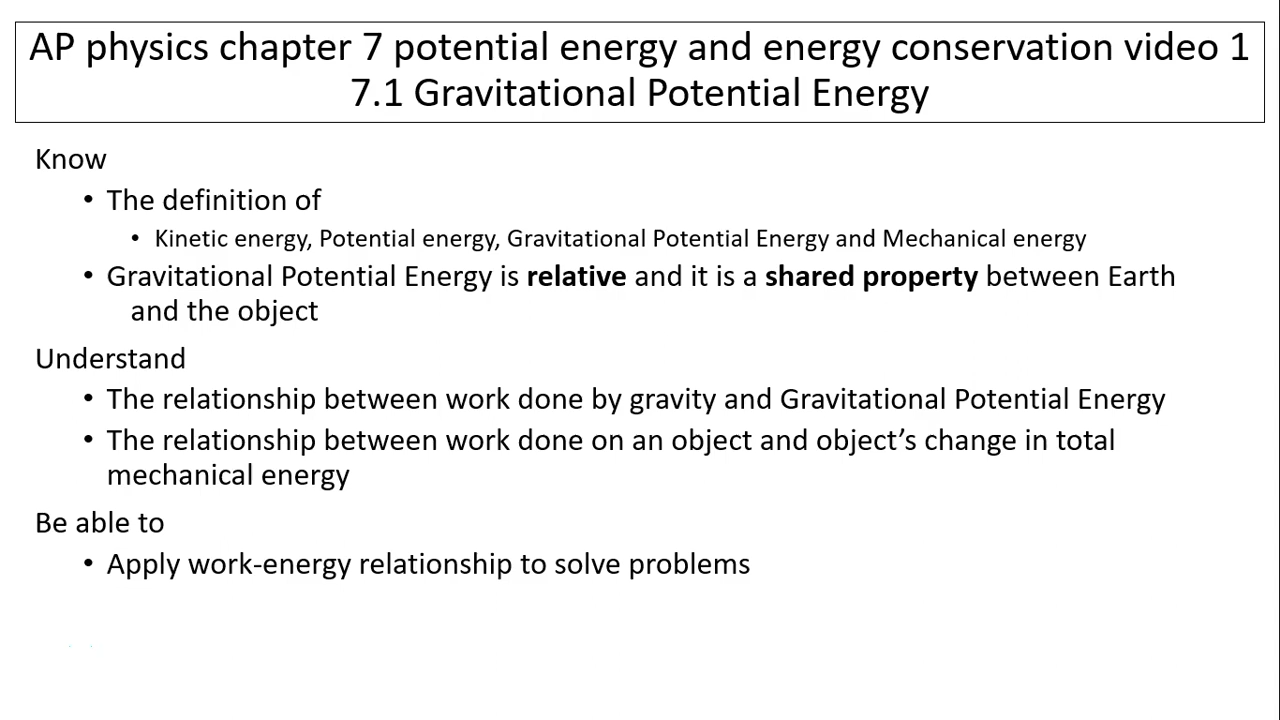 AP physics chapter 7 potential energy and energy conservation video 1
7.1 Gravitational Potential Energy
Know
• The definition of
• Kinetic energy, Potential energy, Gravitational Potential Energy and Mechanical energy
• Gravitational Potential Energy is relative and it is a shared property between Earth
and the object
Understand
• The relationship between work done by gravity and Gravitational Potential Energy
• The relationship between work done on an object and object’s change in total
mechanical energy
Be able to
• Apply work-energy relationship to solve problems